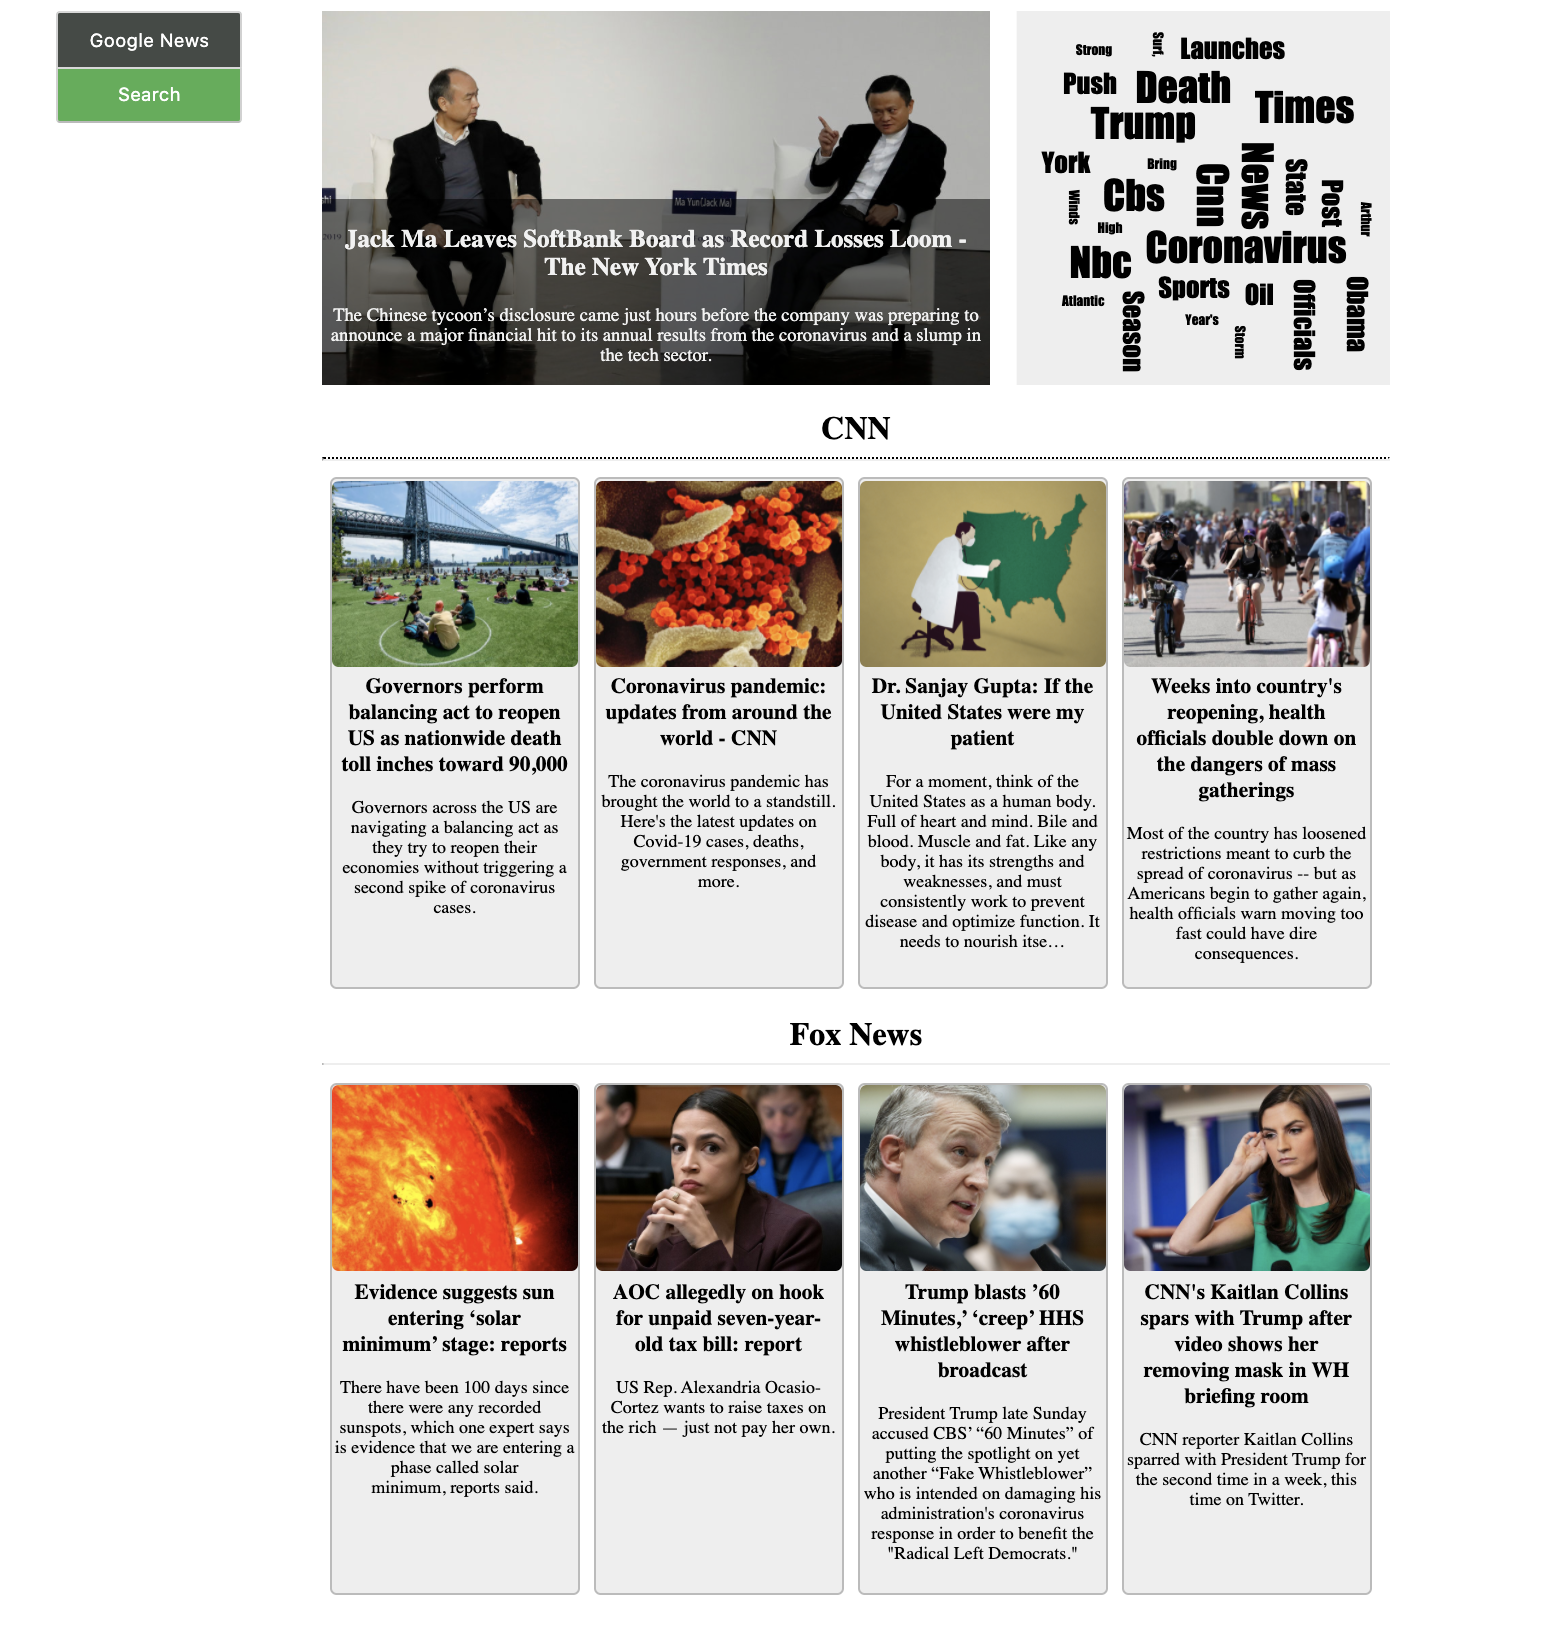 Google News
Search
2019
Ma Yun(Jack Ma)
Jack Ma Leaves SoftBank Board as Record Losses Loom -
The New York Times
The Chinese tycoon’s disclosure came just hours before the company was preparing to
announce a major financial hit to its annual results from the coronavirus and a slump in
the tech sector.
Strong
Surf,
Launches
Push
Death
Times
Trump
York
Bring
Cnn
News
State
Post
Winds
Cbs
Arthur
High
Nbc
Coronavirus
Atlantic
Season
Sports
Oil
Officials
Obama
Year's
Storm
CNN
Governors perform
balancing act to reopen
US as nationwide death
toll inches toward 90,000
Governors across the US are
navigating a balancing act as
they try to reopen their
economies without triggering a
second spike of coronavirus
cases.
Coronavirus pandemic:
updates from around the
world - CNN
The coronavirus pandemic has
brought the world to a standstill.
Here's the latest updates on
Covid-19 cases, deaths,
government responses, and
more.
Dr. Sanjay Gupta: If the
United States were my
patient
For a moment, think of the
United States as a human body.
Full of heart and mind. Bile and
blood. Muscle and fat. Like any
body, it has its strengths and
weaknesses, and must
consistently work to prevent
disease and optimize function. It
needs to nourish itse…
Weeks into country's
reopening, health
officials double down on
the dangers of mass
gatherings
Most of the country has loosened
restrictions meant to curb the
spread of coronavirus -- but as
Americans begin to gather again,
health officials warn moving too
fast could have dire
consequences.
Fox News
Evidence suggests sun
entering ‘solar
minimum’ stage: reports
There have been 100 days since
there were any recorded
sunspots, which one expert says
is evidence that we are entering a
phase called solar
minimum, reports said.
AOC allegedly on hook
for unpaid seven-year-
old tax bill: report
US Rep. Alexandria Ocasio-
Cortez wants to raise taxes on
the rich — just not pay her own.
Trump blasts ’60
Minutes,’ ‘creep’ HHS
whistleblower after
broadcast
President Trump late Sunday
accused CBS’ “60 Minutes” of
putting the spotlight on yet
another “Fake Whistleblower”
who is intended on damaging his
administration's coronavirus
response in order to benefit the
"Radical Left Democrats."
CNN's Kaitlan Collins
spars with Trump after
video shows her
removing mask in WH
briefing room
CNN reporter Kaitlan Collins
sparred with President Trump for
the second time in a week, this
time on Twitter.